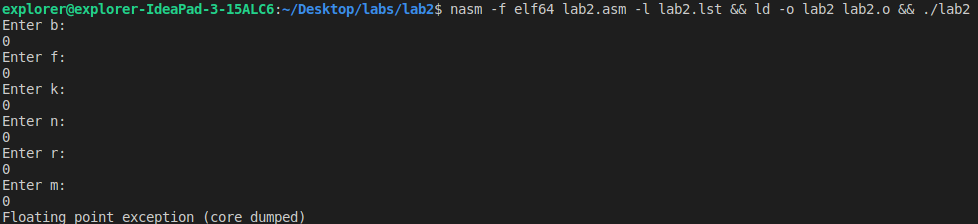 explorer@explorer-IdeaPad-3-15ALC6:~/Desktop/labs/lab2$ nasm -f elf64 lab2.asm -l lab2.lst && ld -o lab2 lab2.o && ./lab2
Enter b:
0
Enter f:
0
Enter k:
0
Enter n:
0
Enter r:
0
Enter m:
0
Floating point exception (core dumped)